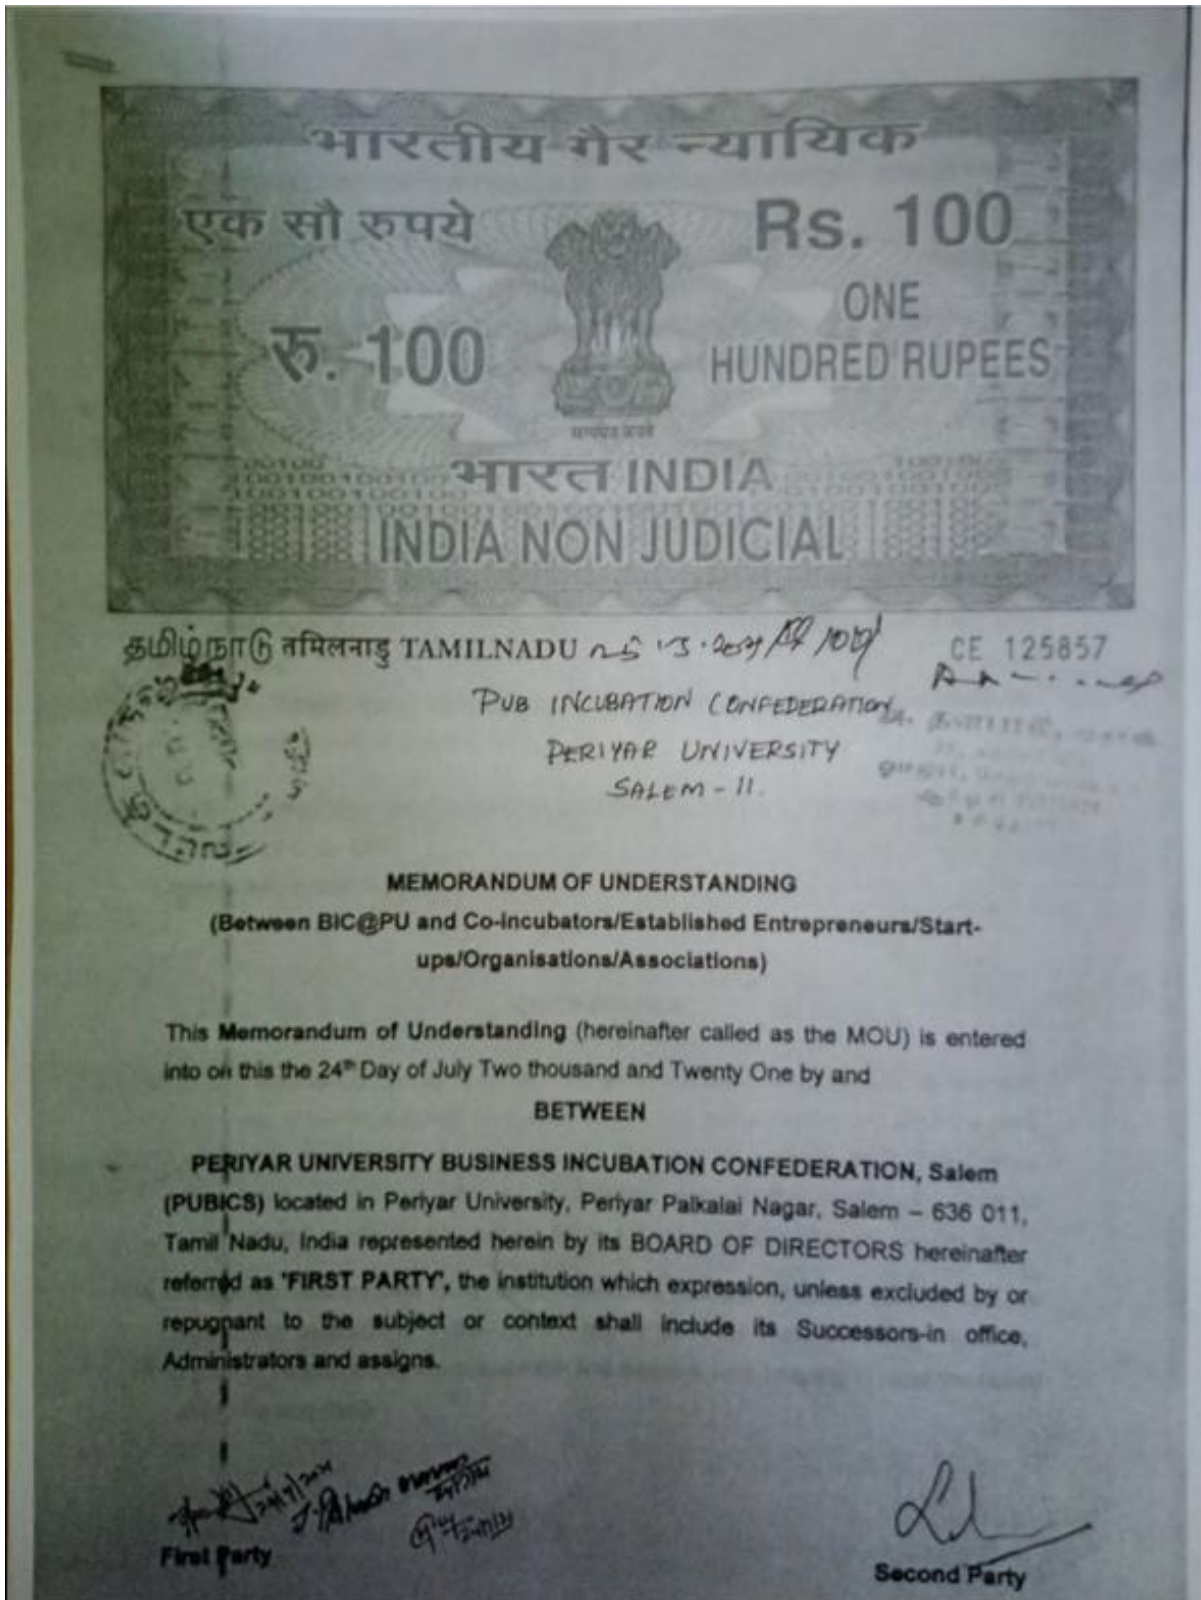 भारतीय गैर न्यायिक
एक सौ रुपये
Rs. 100
रु. 100
ONE
HUNDRED RUPEES
सत्यमेव जयते
भारत INDIA
INDIA NON JUDICIAL
தமிழ்நாடு तमिलनाडु TAMILNADU
CE 125857
PUB INCUBATION CONFEDERATION
PERIYAR UNIVERSITY
SALEM - 11.
MEMORANDUM OF UNDERSTANDING
(Between BIC@PU and Co-incubators/Established Entrepreneurs/Start-
ups/Organisations/Associations)
This Memorandum of Understanding (hereinafter called as the MOU) is entered
into on this the 24th Day of July Two thousand and Twenty One by and
BETWEEN
PERIYAR UNIVERSITY BUSINESS INCUBATION CONFEDERATION, Salem
(PUBICS) located in Periyar University, Periyar Palkalai Nagar, Salem – 636 011,
Tamil Nadu, India represented herein by its BOARD OF DIRECTORS hereinafter
referred as 'FIRST PARTY', the institution which expression, unless excluded by or
repugnant to the subject or context shall include its Successors-in office,
Administrators and assigns.
First Party
Second Party